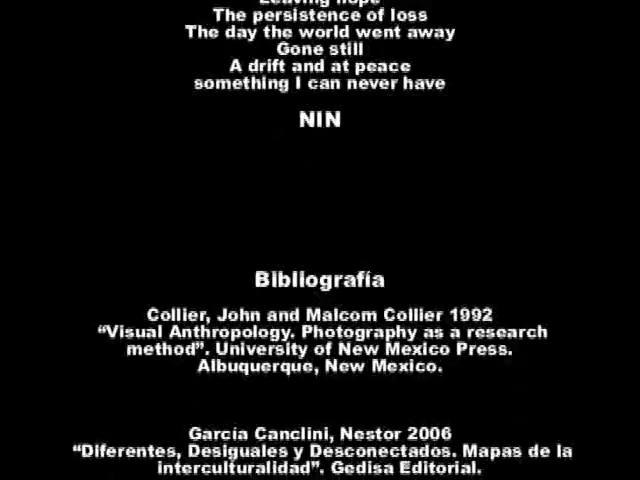 Leaving hope
The persistence of loss
The day the world went away
Gone still
A drift and at peace
something I can never have
NIN
Bibliografía
Collier, John and Malcom Collier 1992
“Visual Anthropology. Photography as a research
method”. University of New Mexico Press.
Albuquerque, New Mexico.
García Canclini, Nestor 2006
“Diferentes, Desiguales y Desconectados. Mapas de la
interculturalidad”. Gedisa Editorial.